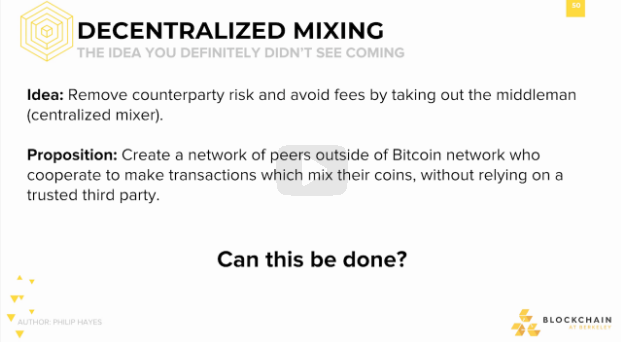 50
DECENTRALIZED MIXING
THE IDEA YOU DEFINITELY DIDN'T SEE COMING
Idea: Remove counterparty risk and avoid fees by taking out the middleman
(centralized mixer).
Proposition: Create a network of peers outside of Bitcoin network who
cooperate to make transactions which mix their coins, without relying on a
trusted third party.
Can this be done?
AUTHOR: PHILIP HAYES
BLOCKCHAIN
AT BERKELEY